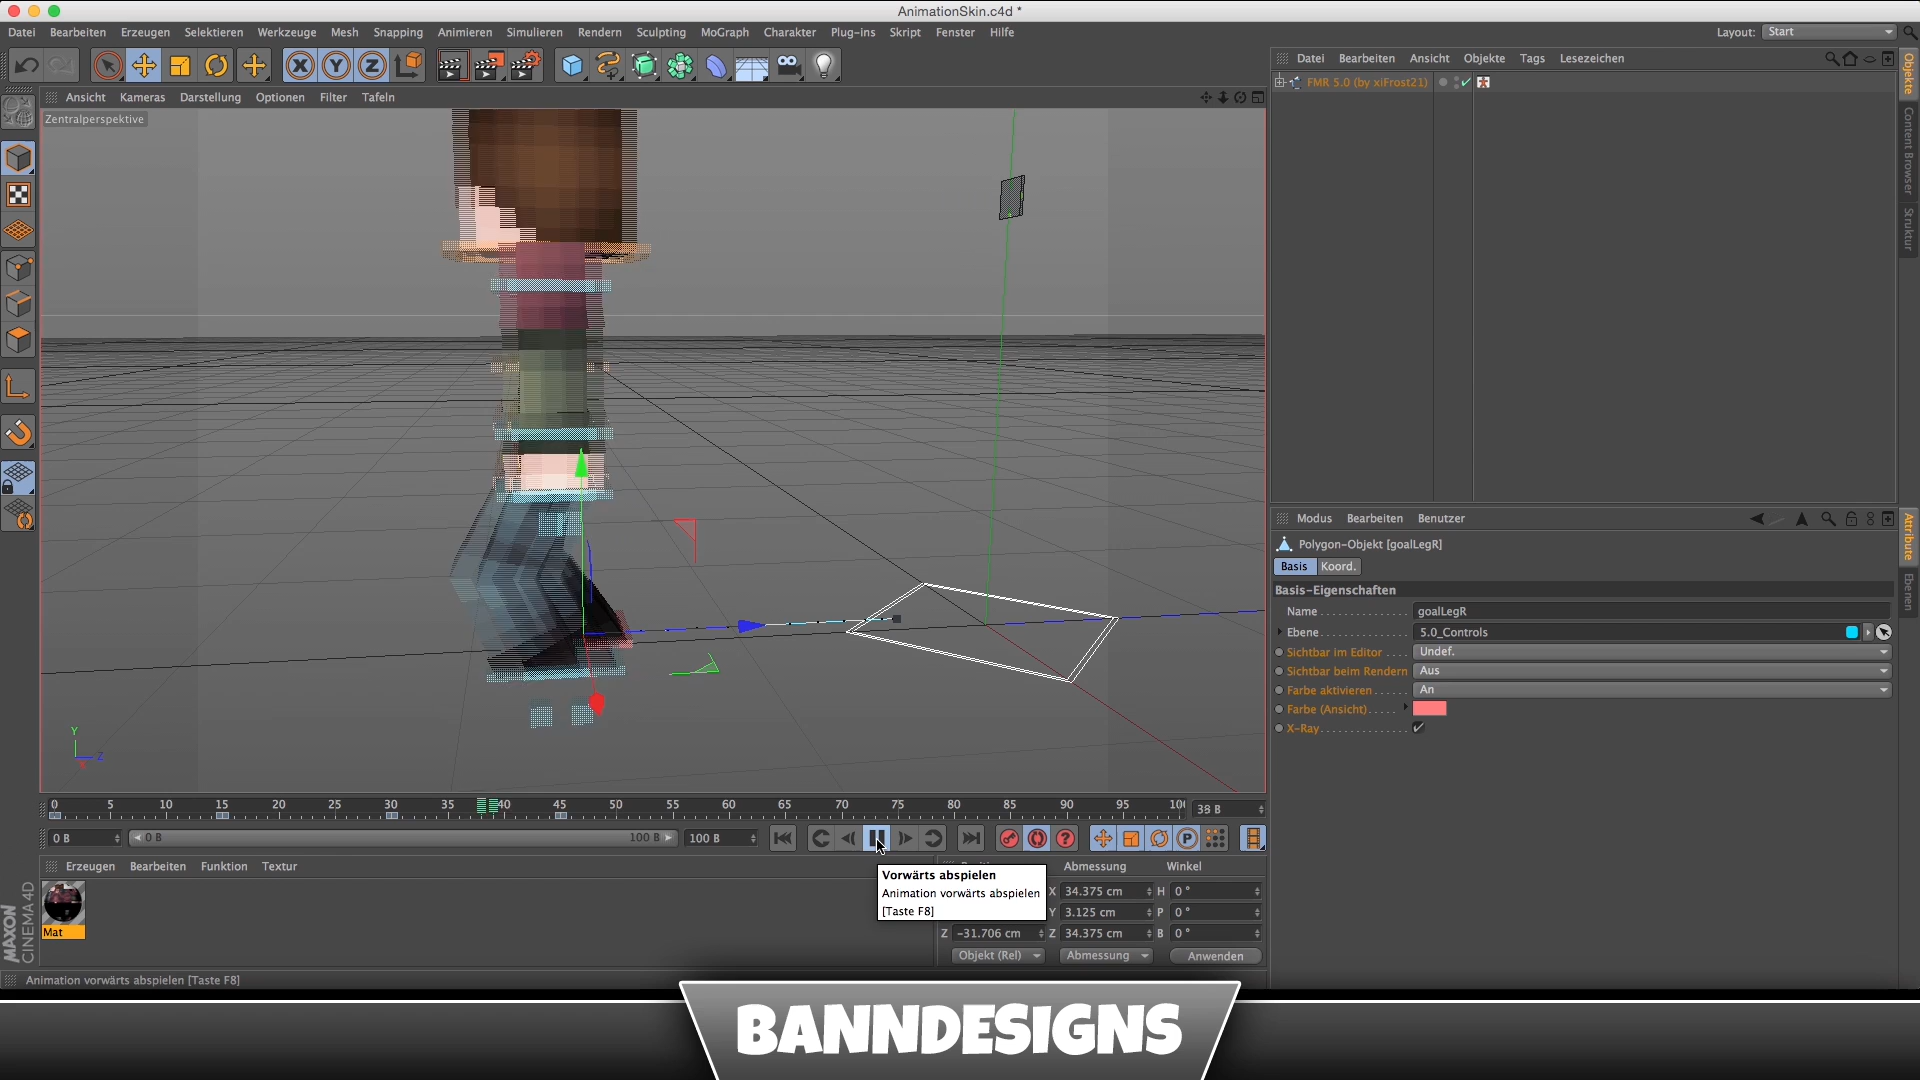 AnimationSkin.c4d *
Datei Bearbeiten Erzeugen Selektieren Werkzeuge Mesh Snapping Animieren Simulieren Rendern Sculpting MoGraph Charakter Plug-ins Skript Fenster Hilfe Layout: Start
X Y Z
Datei Bearbeiten Ansicht Objekte Tags Lesezeichen
FMR 5.0 (by xiFrost21)
Objekte
Content Browser
Struktur
Ansicht Kameras Darstellung Optionen Filter Tafeln
Zentralperspektive
Y
Z
X
Modus Bearbeiten Benutzer
Polygon-Objekt [goalLegR]
Basis Koord.
Basis-Eigenschaften
Name goalLegR
Ebene 5.0_Controls
Sichtbar im Editor Undef.
Sichtbar beim Rendern Aus
Farbe aktivieren An
Farbe (Ansicht)
X-Ray
Attribute
Ebenen
0 5 10 15 20 25 30 35 40 45 50 55 60 65 70 75 80 85 90 95 100 38 B
0 B 0 B 100 B 100 B ? P
Erzeugen Bearbeiten Funktion Textur
Mat
MAXON
CINEMA 4D
Vorwärts abspielen
Animation vorwärts abspielen
[Taste F8]
Abmessung Winkel
X 34.375 cm H 0 °
Y 3.125 cm P 0 °
Z -31.706 cm Z 34.375 cm B 0 °
Objekt (Rel) Abmessung Anwenden
Animation vorwärts abspielen [Taste F8]
BANNDESIGNS